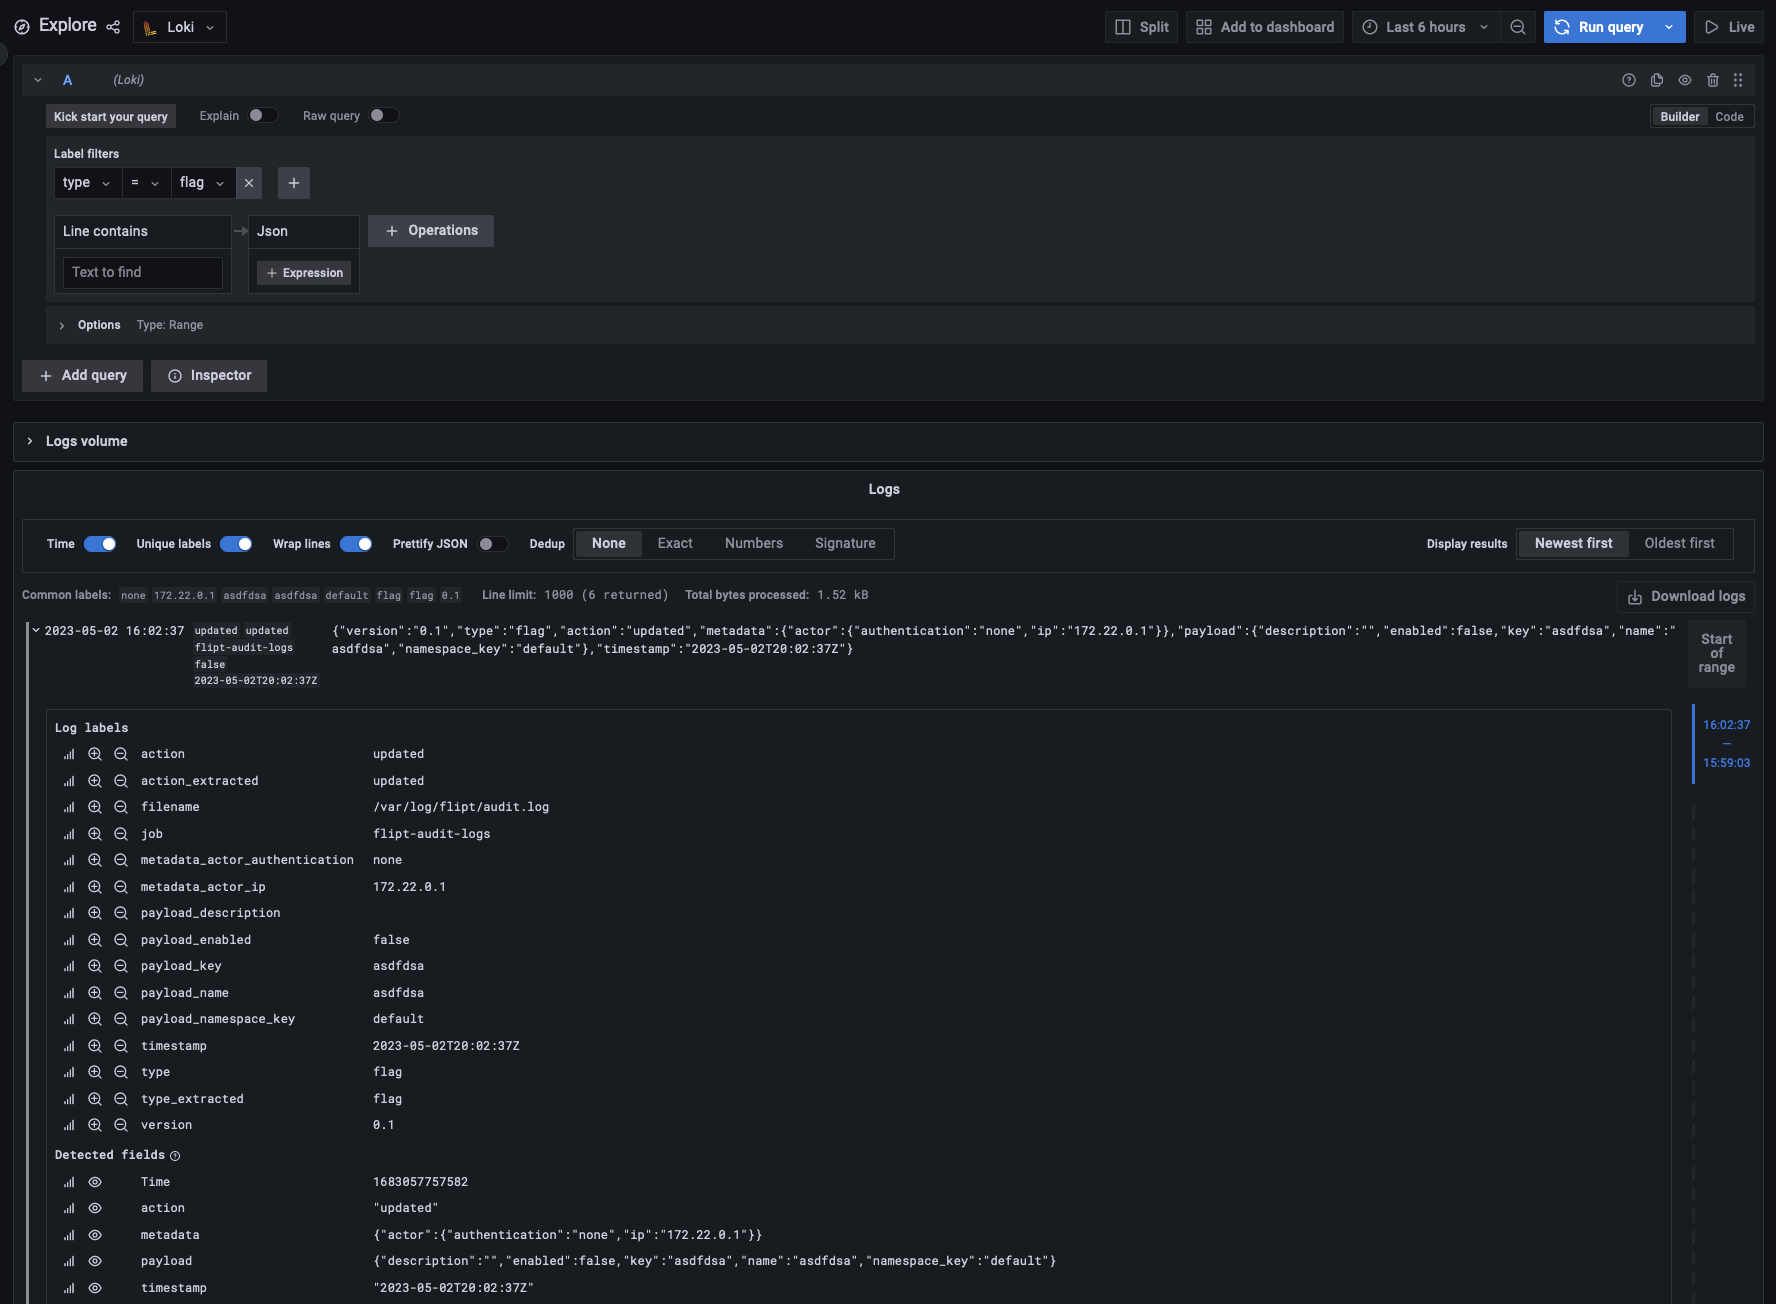 Explore Loki Split Add to dashboard Last 6 hours Run query Live
A (Loki)
Kick start your query Explain Raw query Builder Code
Label filters
type = flag
Line contains Json + Operations
Text to find + Expression
Options Type: Range
+ Add query Inspector
Logs volume
Logs
Time Unique labels Wrap lines Prettify JSON Dedup None Exact Numbers Signature Display results Newest first Oldest first
Common labels: none 172.22.0.1 asdfdsa asdfdsa default flag flag 0.1 Line limit: 1000 (6 returned) Total bytes processed: 1.52 kB Download logs
2023-05-02 16:02:37 updated updated {"version":"0.1","type":"flag","action":"updated","metadata":{"actor":{"authentication":"none","ip":"172.22.0.1"}},"payload":{"description":"","enabled":false,"key":"asdfdsa","name":"
flipt-audit-logs asdfdsa","namespace_key":"default"},"timestamp":"2023-05-02T20:02:37Z"}
false
2023-05-02T20:02:37Z
Start
of
range
16:02:37
—
15:59:03
Log labels
action updated
action_extracted updated
filename /var/log/flipt/audit.log
job flipt-audit-logs
metadata_actor_authentication none
metadata_actor_ip 172.22.0.1
payload_description
payload_enabled false
payload_key asdfdsa
payload_name asdfdsa
payload_namespace_key default
timestamp 2023-05-02T20:02:37Z
type flag
type_extracted flag
version 0.1
Detected fields
Time 1683057757582
action "updated"
metadata {"actor":{"authentication":"none","ip":"172.22.0.1"}}
payload {"description":"","enabled":false,"key":"asdfdsa","name":"asdfdsa","namespace_key":"default"}
timestamp "2023-05-02T20:02:37Z"